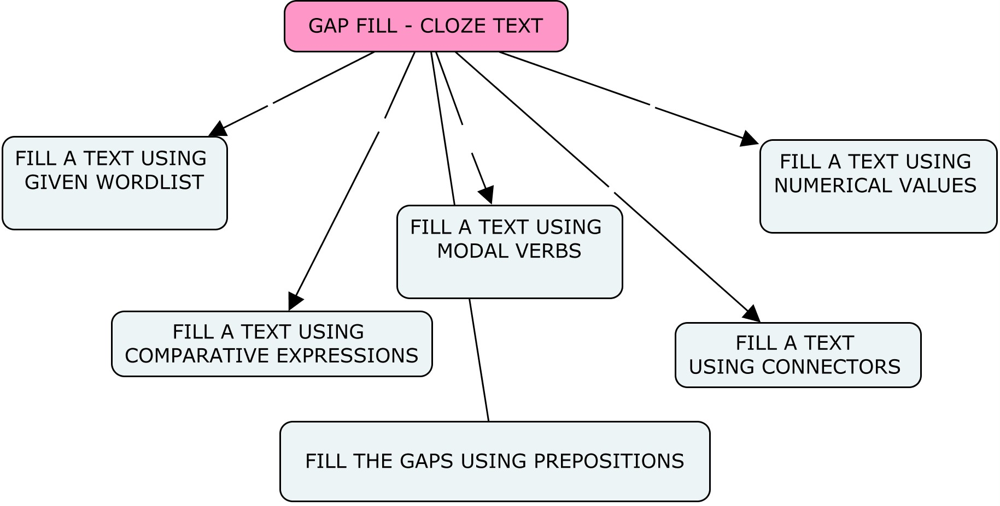 GAP FILL - CLOZE TEXT
FILL A TEXT USING
GIVEN WORDLIST
FILL A TEXT USING
NUMERICAL VALUES
FILL A TEXT USING
MODAL VERBS
FILL A TEXT USING
COMPARATIVE EXPRESSIONS
FILL A TEXT
USING CONNECTORS
FILL THE GAPS USING PREPOSITIONS